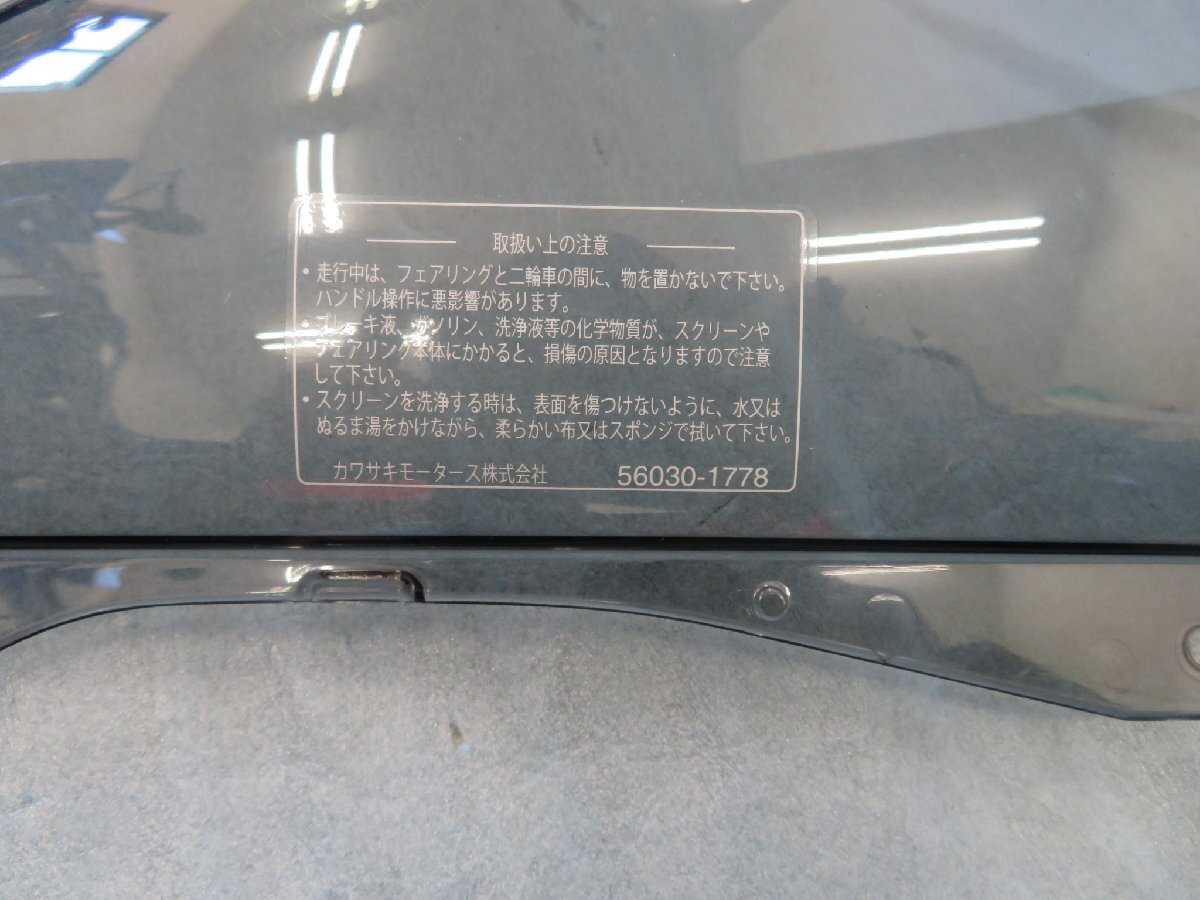 取扱い上の注意
• 走行中は、フェアリングと二輪車の間に、物を置かないで下さい。
ハンドル操作に悪影響があります。
• ブレーキ液、ガソリン、洗浄液等の化学物質が、スクリーンや
フェアリング本体にかかると、損傷の原因となりますので注意
して下さい。
• スクリーンを洗浄する時は、表面を傷つけないように、水又は
ぬるま湯をかけながら、柔らかい布又はスポンジで拭いて下さい。
カワサキモータース株式会社 56030-1778